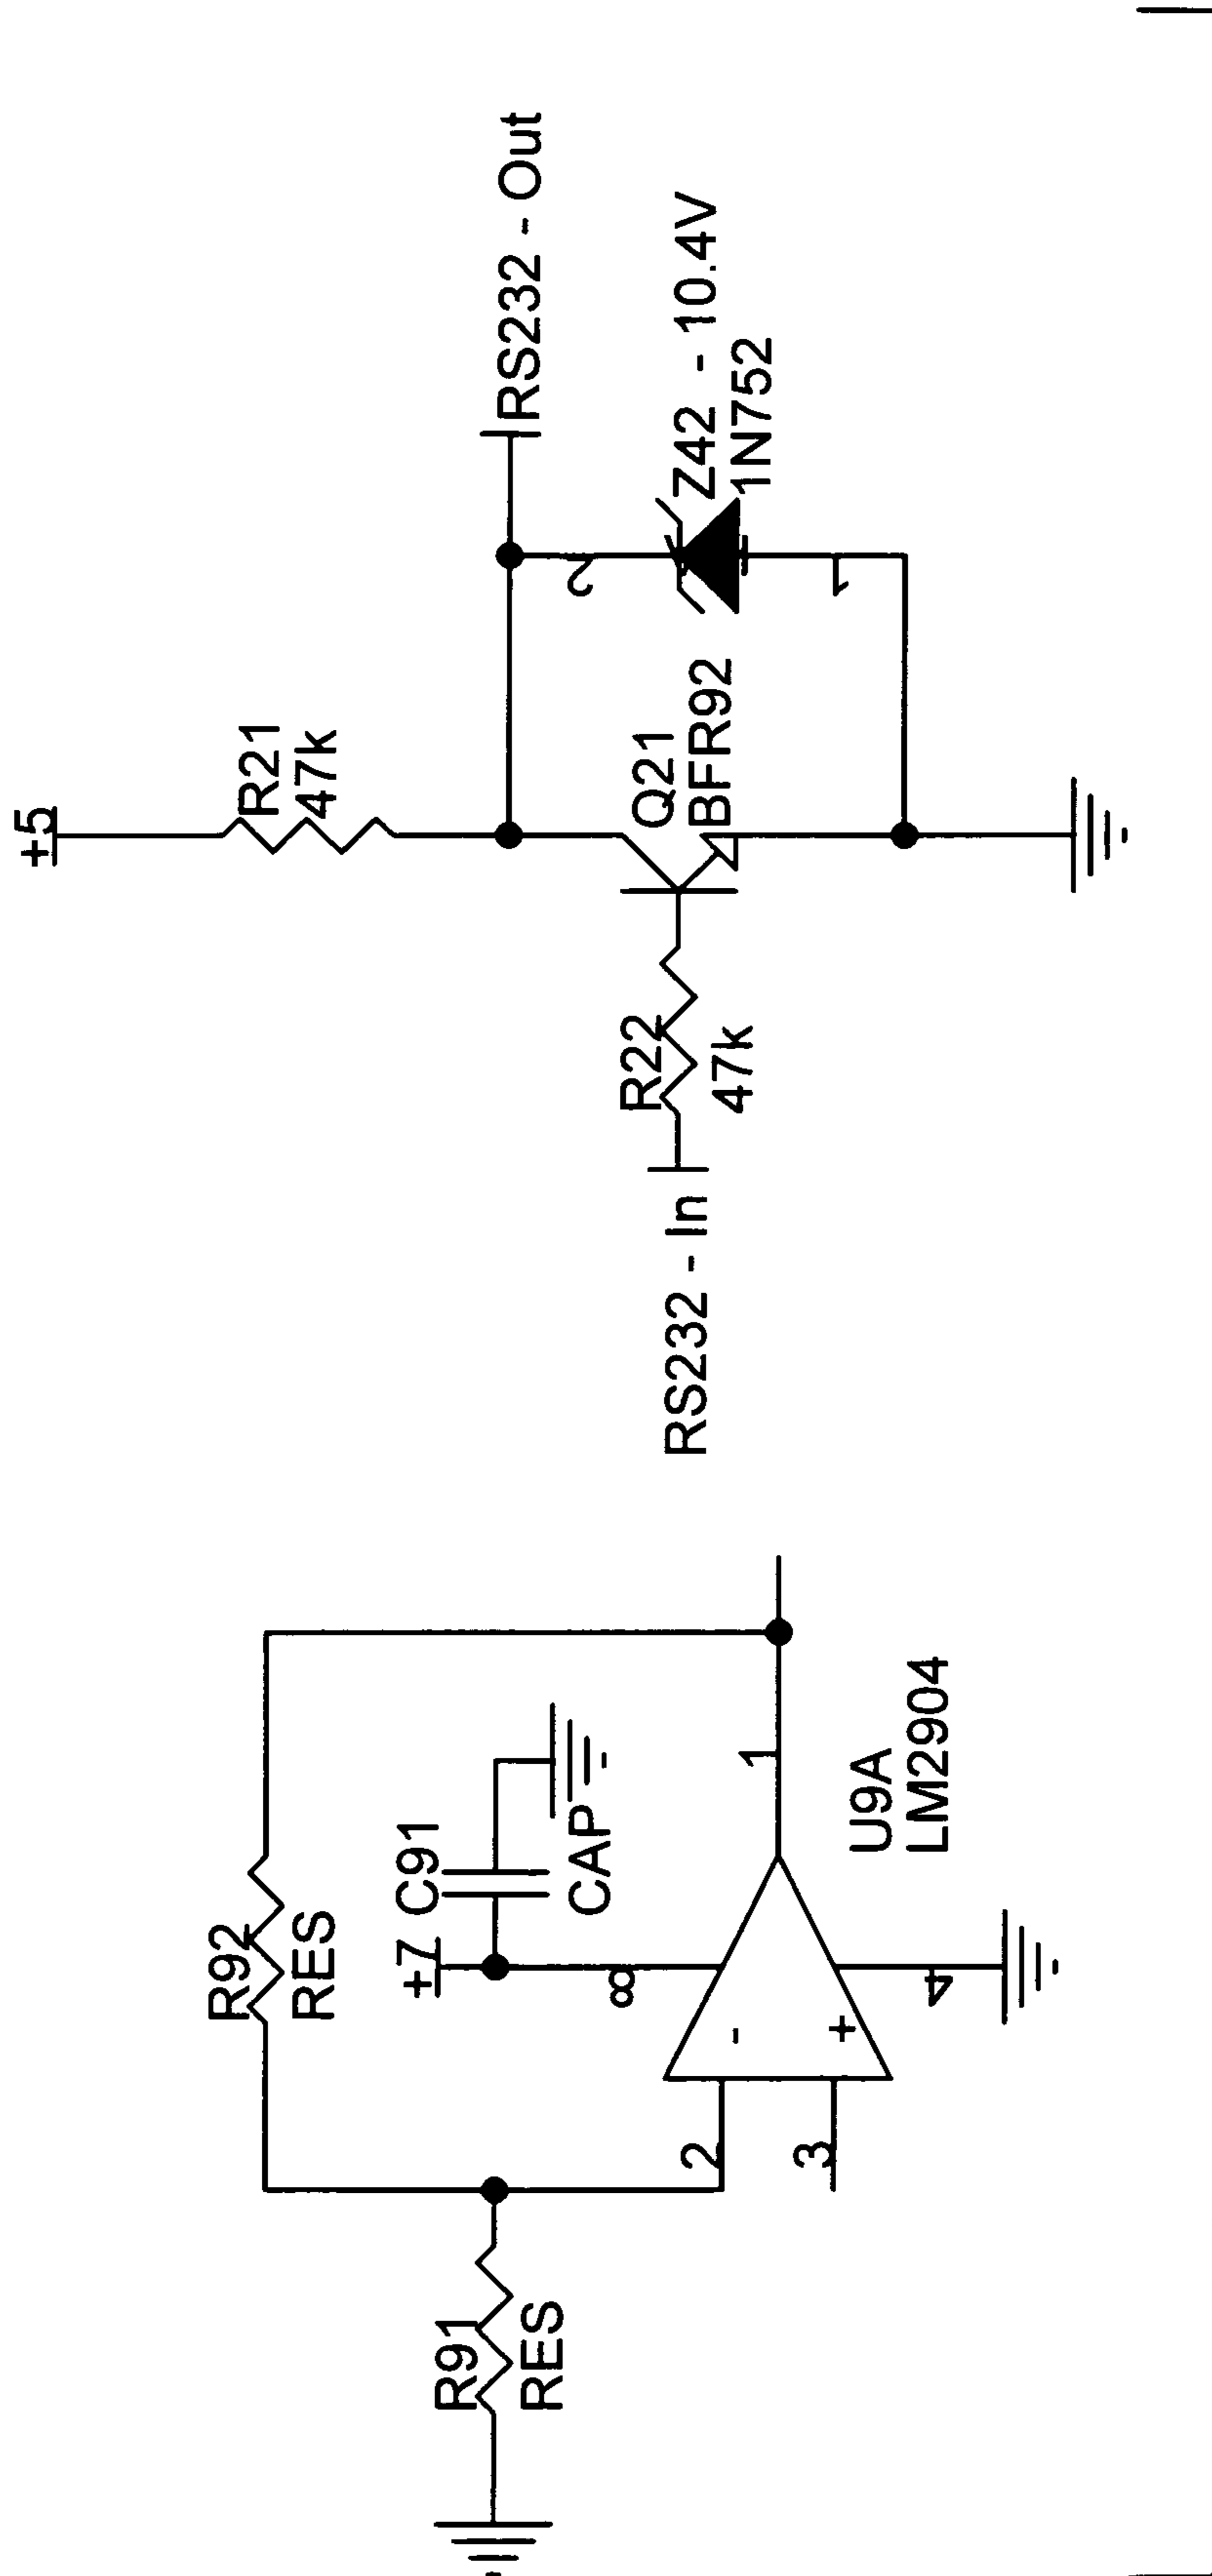 R92
RES
+7
C91
CAP
R91
RES
8
2
-
1
3
+
4
U9A
LM2904
+5
R21
47k
RS232 - Out
2
Z42 - 10.4V
1N752
1
Q21
BFR92
R22
47k
RS232 - In